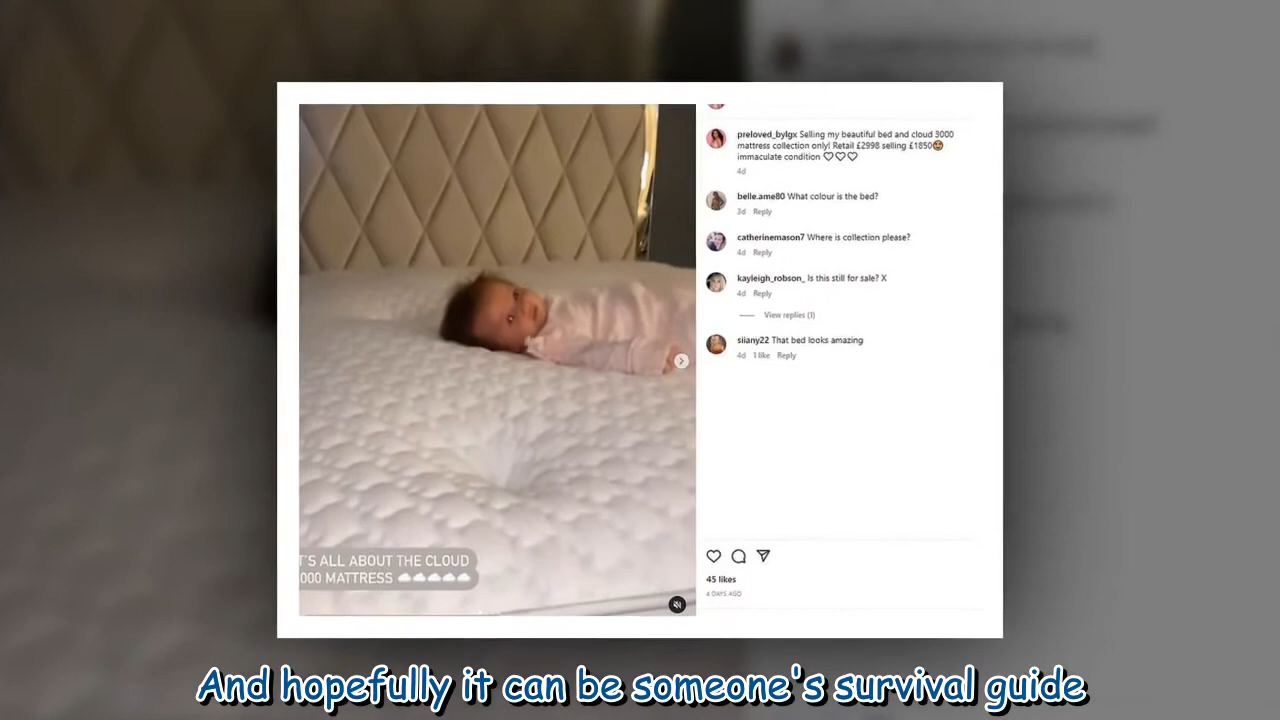 preloved_bylgx Selling my beautiful bed and cloud 3000
mattress collection only! Retail £2998 selling £1850
immaculate condition ♡♡♡
4d
belle.ame80 What colour is the bed?
3d Reply
catherinemason7 Where is collection please?
4d Reply
kayleigh_robson_ Is this still for sale? X
4d Reply
View replies (1)
siiany22 That bed looks amazing
4d 1 like Reply
T'S ALL ABOUT THE CLOUD
000 MATTRESS ☁☁☁☁☁
45 likes
4 DAYS AGO
And hopefully it can be someone's survival guide